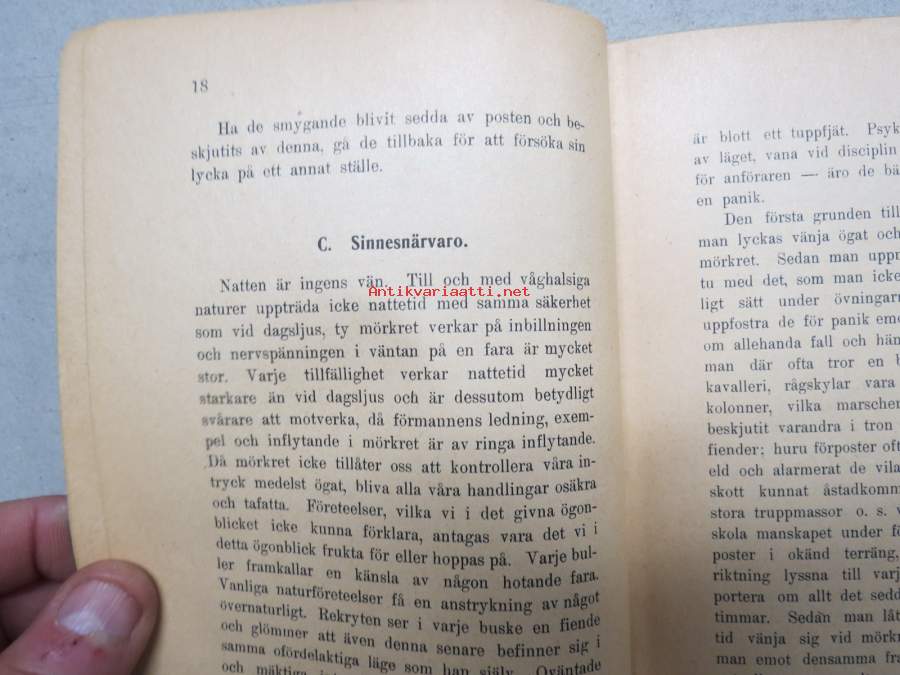 18
Ha de smygande blivit sedda av posten och be-
skjutits av denna, gå de tillbaka för att försöka sin
lycka på ett annat ställe.
C. Sinnesnärvaro.
Natten är ingens vän. Till och med våghalsiga
Antikvariaatti.net
naturer uppträda icke nattetid med samma säkerhet
som vid dagsljus, ty mörkret verkar på inbillningen
och nervspänningen i väntan på en fara är mycket
stor. Varje tillfällighet verkar nattetid mycket
starkare än vid dagsljus och är dessutom betydligt
svårare att motverka, då förmannens ledning, exem-
pel och inflytande i mörkret är av ringa inflytande.
Då mörkret icke tillåter oss att kontrollera våra in-
tryck medelst ögat, bliva alla våra handlingar osäkra
och tafatta. Företeelser, vilka vi i det givna ögon-
blicket icke kunna förklara, antagas vara det vi i
detta ögonblick frukta för eller hoppas på. Varje bul-
ler framkallar en känsla av någon hotande fara.
Vanliga naturföreteelser få en anstrykning av något
övernaturligt. Rekryten ser i varje buske en fiende
och glömmer att även denna senare befinner sig i
samma ofördelaktiga läge som han själv. Oväntade
och mäktiga
är blott ett tuppfjät. Psyk
av läget, vana vid disciplin
för anföraren — äro de bä
en panik.
Den första grunden till
man lyckas vänja ögat och
mörkret. Sedan man uppr
tu med det, som man icke
ligt sätt under övningarn
uppfostra de för panik eme
om allehanda fall och hän
man där ofta tror en b
kavalleri, rågskylar vara
kolonner, vilka marscher
beskjutit varandra i tron
fiender; huru förposter oft
eld och alarmerat de vila
skott kunnat åstadkomm
stora truppmassor o. s. v
skola manskapet under fö
poster i okänd terräng,
riktning lyssna till varj
portera om allt det sedd
timmar. Sedan man låt
tid vänja sig vid mörkr
man emot densamma fra